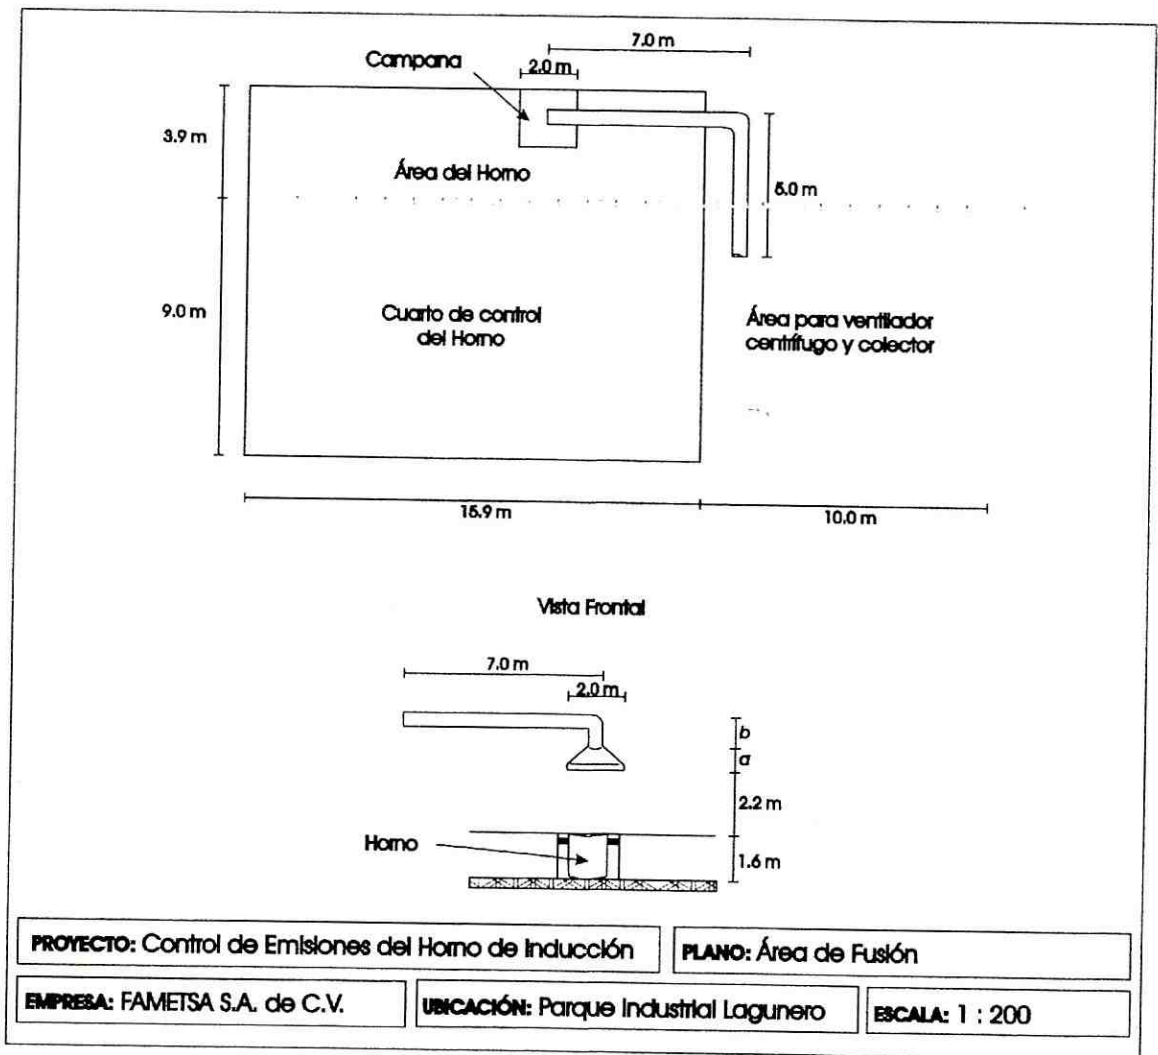 7.0 m
Campana
2.0 m
3.9 m
Área del Horno
5.0 m
9.0 m
Cuarto de control
del Horno
Área para ventilador
centrífugo y colector
15.9 m
10.0 m
Vista Frontal
7.0 m
2.0 m
b
a
2.2 m
Horno
1.6 m
PROYECTO: Control de Emisiones del Horno de Inducción
PLANO: Área de Fusión
EMPRESA: FAMETSA S.A. de C.V.
UBICACIÓN: Parque Industrial Lagunero
ESCALA: 1 : 200